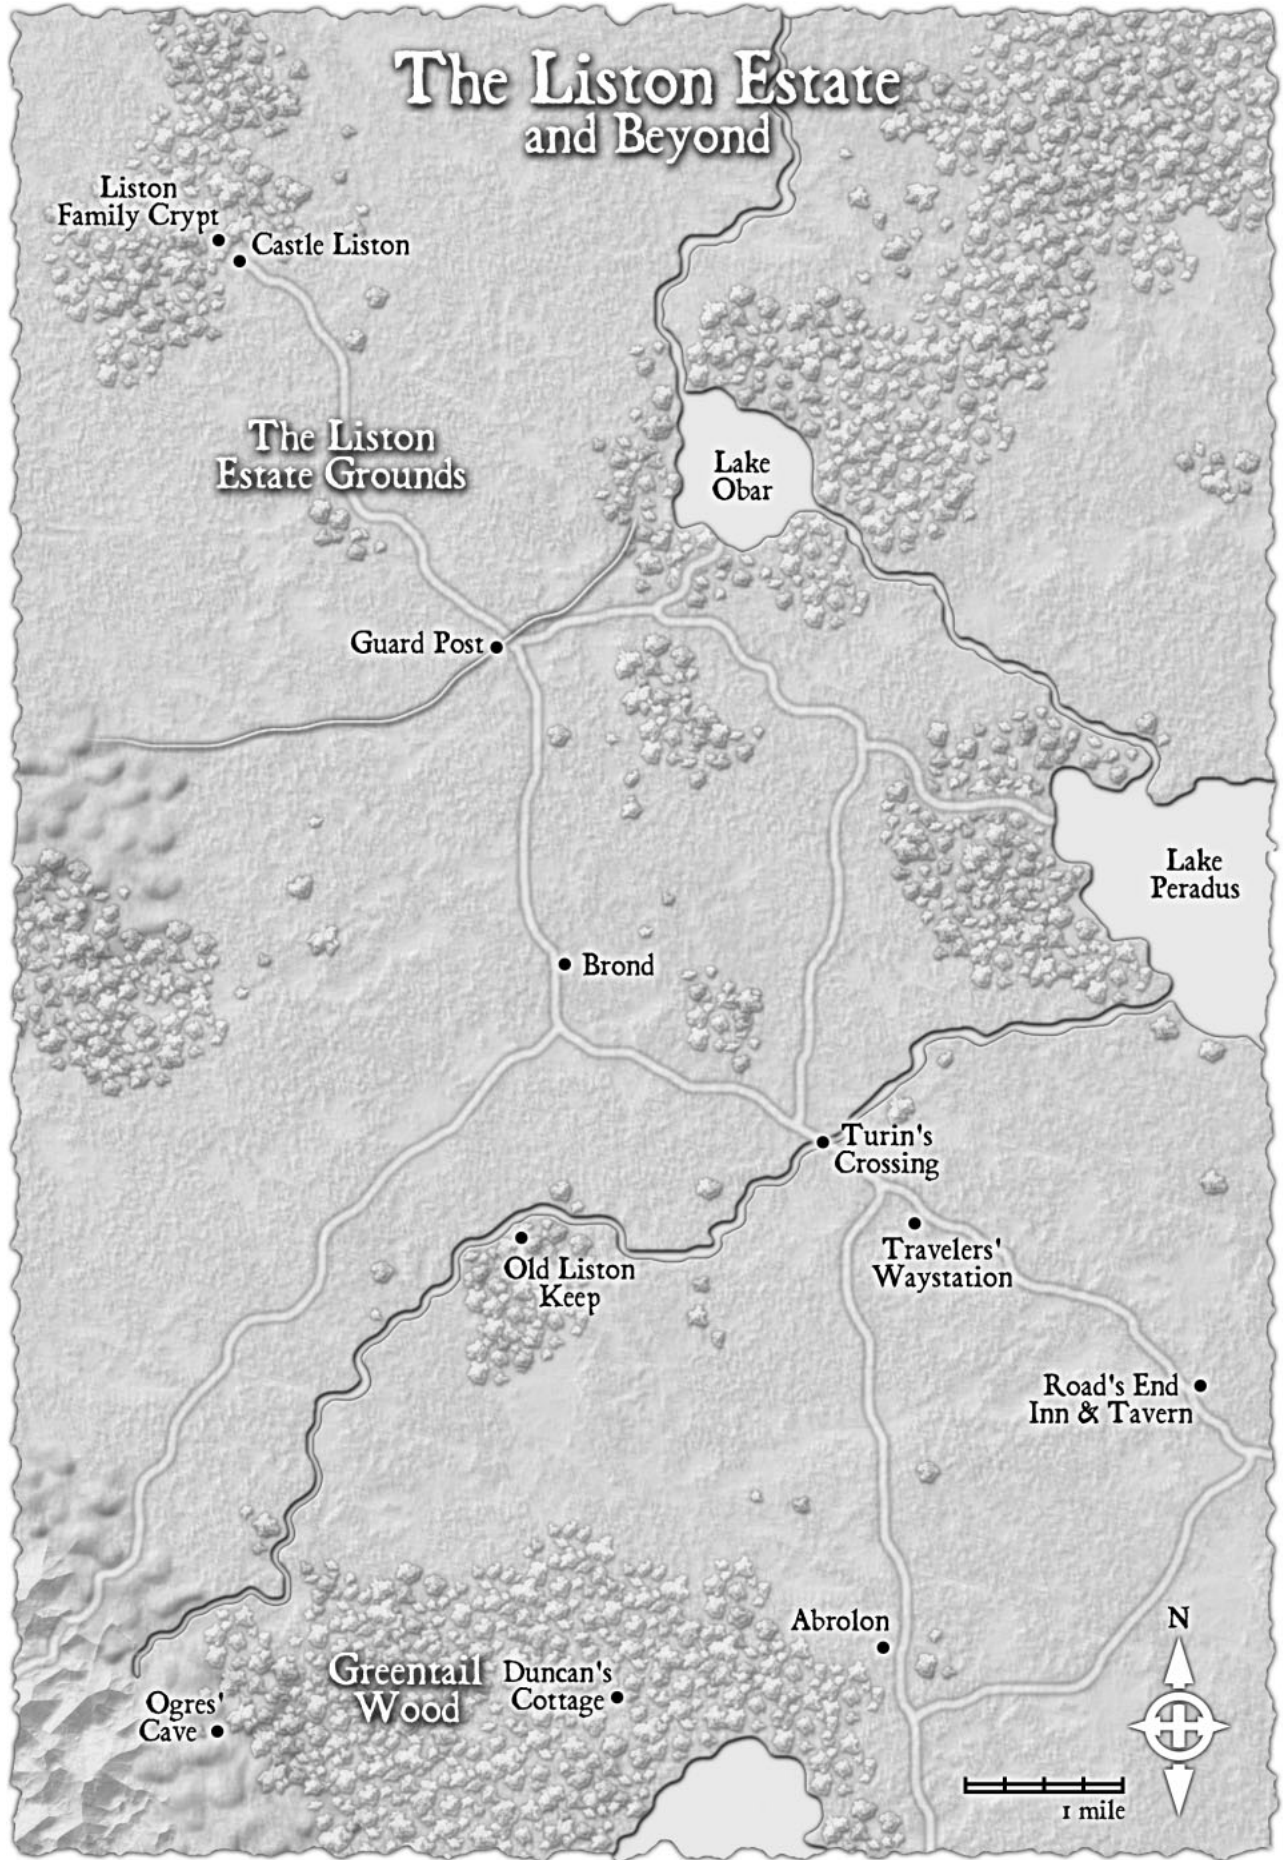 The Liston Estate
and Beyond
Liston
Family Crypt
Castle Liston
The Liston
Estate Grounds
Lake
Obar
Guard Post
Lake
Peradus
Brond
Turin's
Crossing
Travelers'
Waystation
Old Liston
Keep
Road's End
Inn & Tavern
Abrolon
N
Greentail
Wood
Duncan's
Cottage
Ogres'
Cave
1 mile